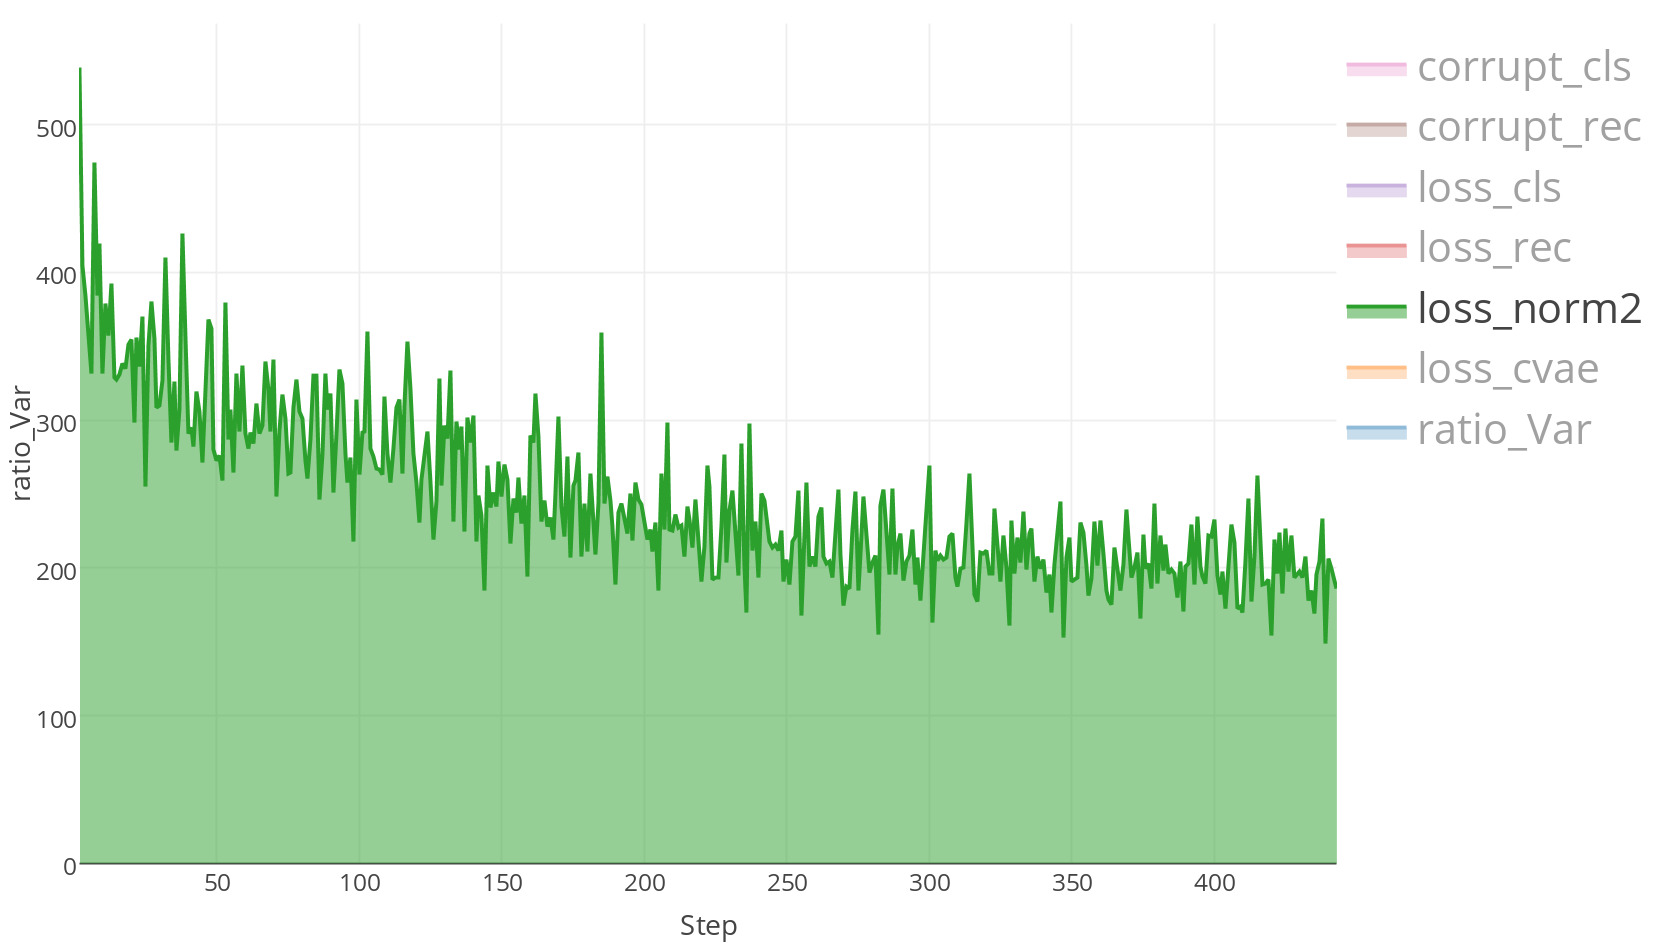 ratio_Var
500
400
300
200
100
0
50
100
150
200
250
300
350
400
Step
corrupt_cls
corrupt_rec
loss_cls
loss_rec
loss_norm2
loss_cvae
ratio_Var